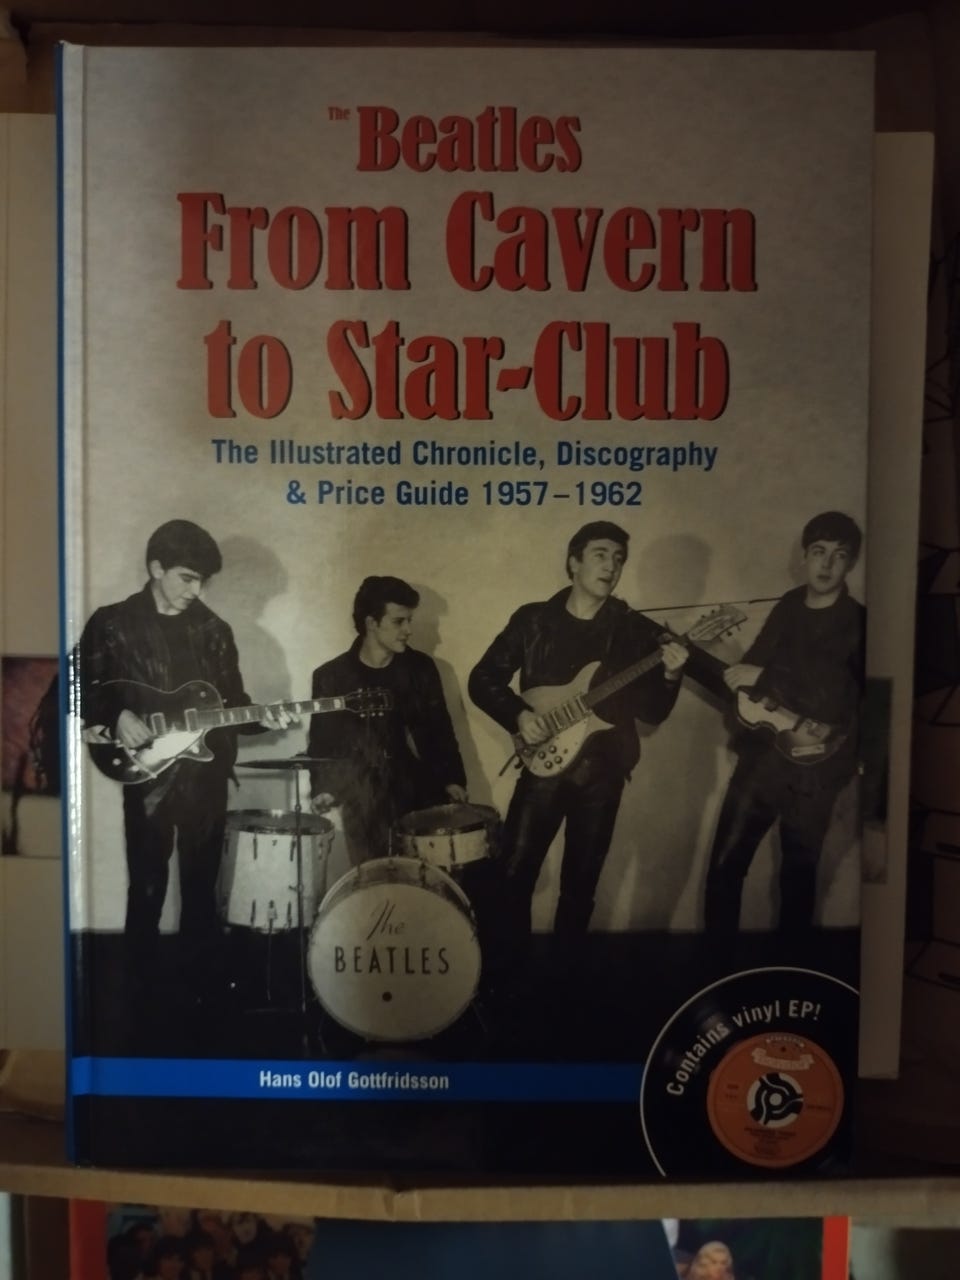 The Beatles
From Cavern
to Star-Club
The Illustrated Chronicle, Discography
& Price Guide 1957–1962
The
BEATLES
Contains vinyl EP!
Hans Olof Gottfridsson